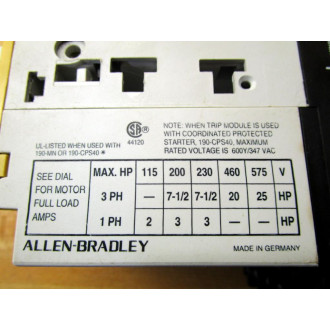 UL-LISTED WHEN USED WITH
190-MN OR 190-CPS40.*
SA
44120
NOTE: WHEN TRIP MODULE IS USED
WITH COORDINATED PROTECTED
STARTER, 190-CPS40, MAXIMUM
RATED VOLTAGE IS 600Y/347 VAC
SEE DIAL
FOR MOTOR
FULL LOAD
AMPS
MAX. HP 115 200 230 460 575 V
3 PH — 7-1/2 7-1/2 20 25 HP
1 PH 2 3 3 — — HP
ALLEN-BRADLEY
MADE IN GERMANY